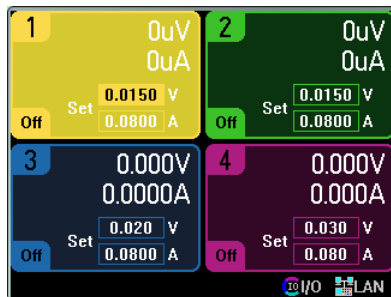 1 0uV
0uA
Set 0.0150 V
Off 0.0800 A
2 0uV
0uA
Set 0.0150 V
Off 0.0800 A
3 0.000V
0.0000A
Set 0.020 V
Off 0.0800 A
4 0.000V
0.000A
Set 0.030 V
Off 0.080 A
IO I/O LAN